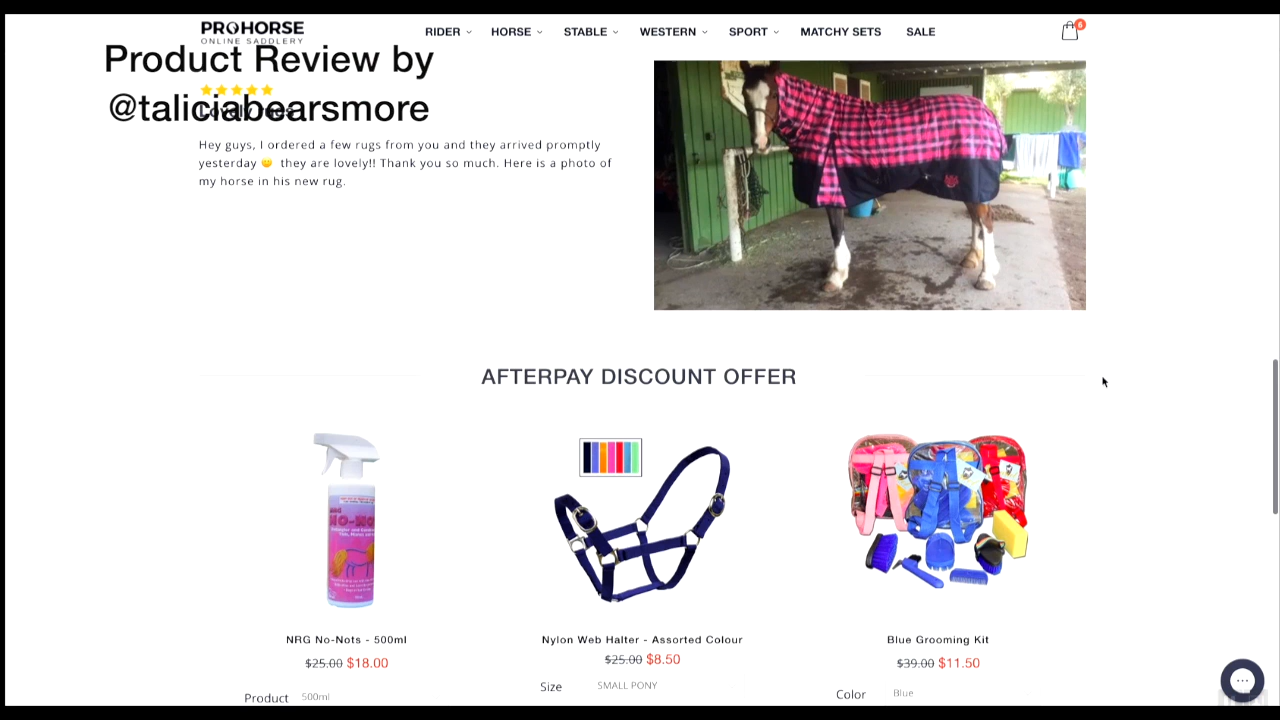 PROHORSE
ONLINE SADDLERY
RIDER HORSE STABLE WESTERN SPORT MATCHY SETS SALE
6
Product Review by
@taliciabearsmore
Hey guys, I ordered a few rugs from you and they arrived promptly
yesterday 🙂 they are lovely!! Thank you so much. Here is a photo of
my horse in his new rug.
AFTERPAY DISCOUNT OFFER
NO-NO
NRG No-Nots - 500ml
$25.00 $18.00
Product 500ml
Nylon Web Halter - Assorted Colour
$25.00 $8.50
Size SMALL PONY
Blue Grooming Kit
$39.00 $11.50
Color Blue